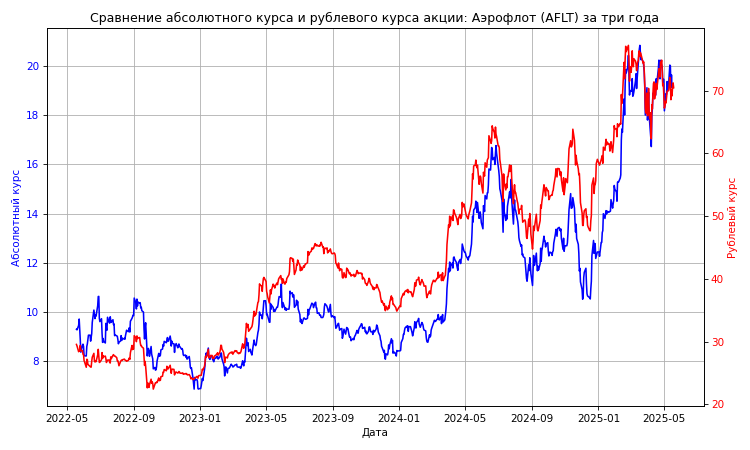 Сравнение абсолютного курса и рублевого курса акции: Аэрофлот (AFLT) за три года
Абсолютный курс
20
18
16
14
12
10
8
70
60
50
40
30
20
Рублевый курс
2022-05 2022-09 2023-01 2023-05 2023-09 2024-01 2024-05 2024-09 2025-01 2025-05
Дата